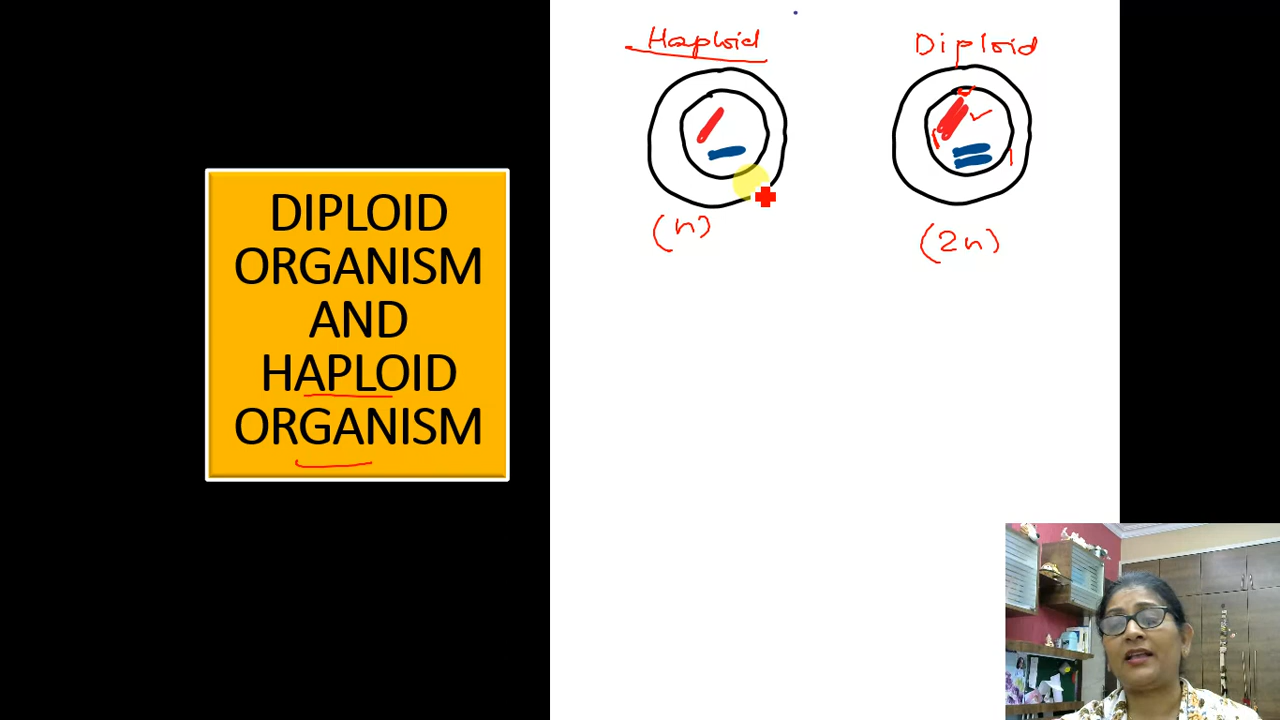 DIPLOID
ORGANISM
AND
HAPLOID
ORGANISM
Haploid
Diploid
(n)
(2n)